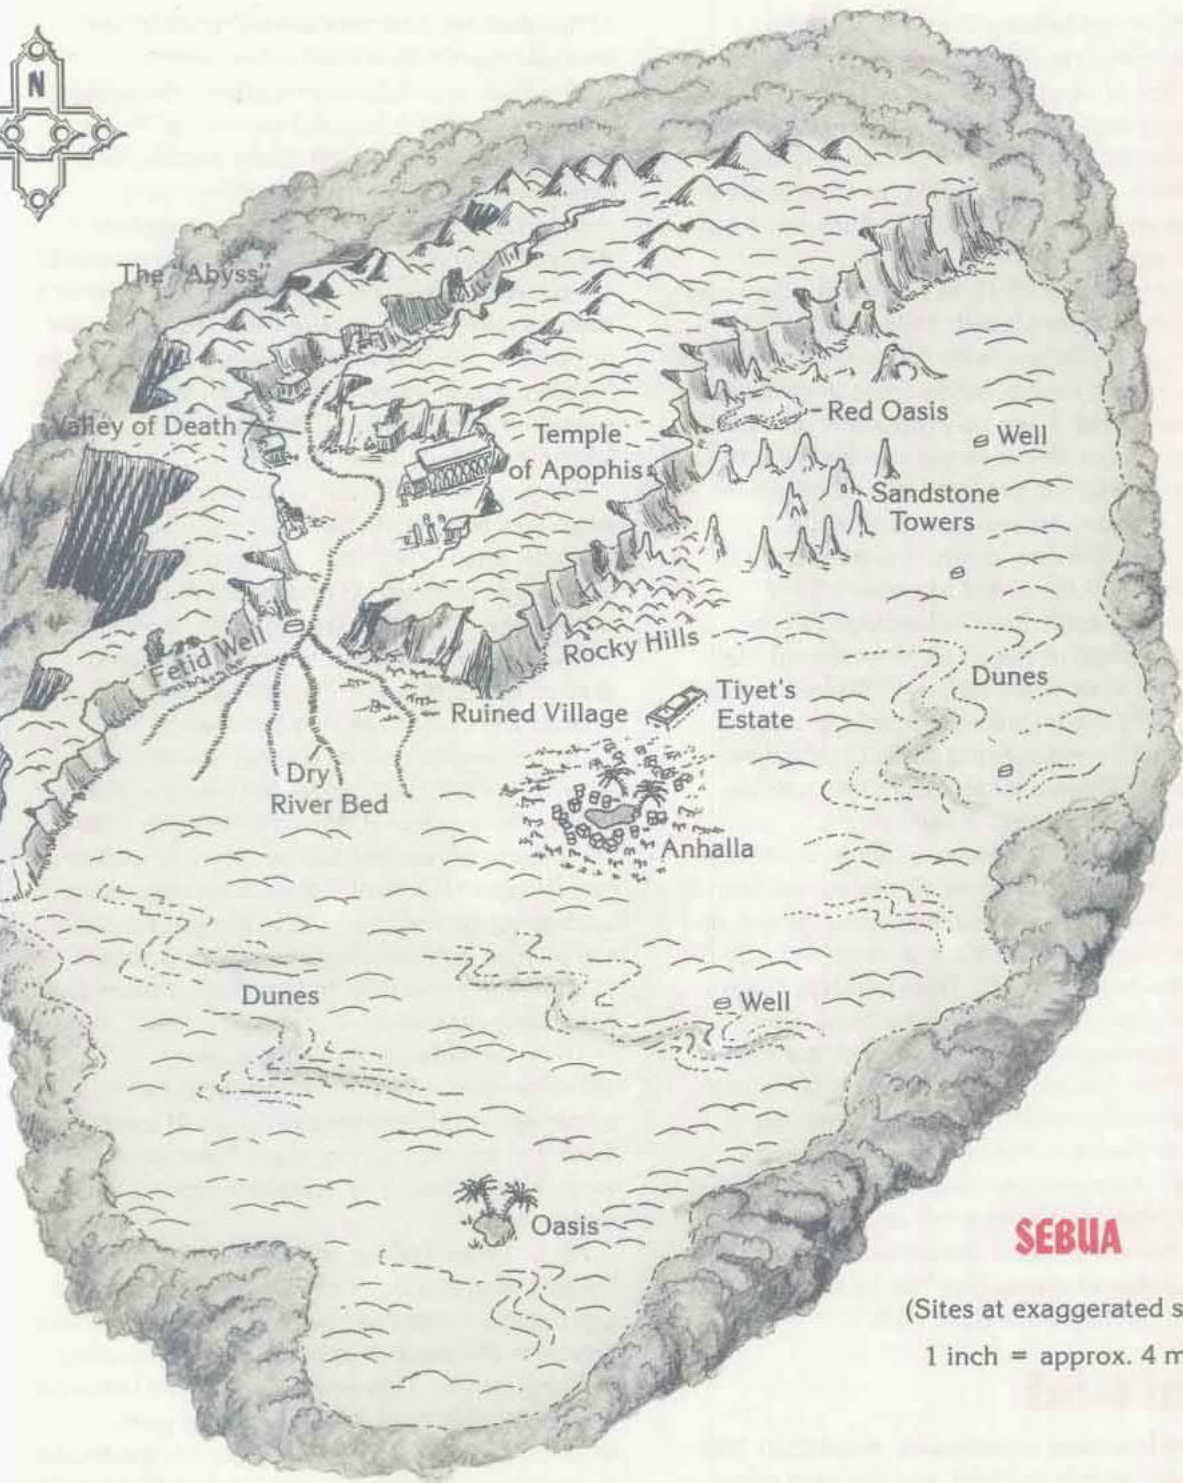 N
The "Abyss"
Valley of Death
Temple
of Apophis
Red Oasis
Well
Sandstone
Towers
Fetid Well
Rocky Hills
Dunes
Ruined Village
Tiyet's
Estate
Dry
River Bed
Anhalla
Dunes
Well
Oasis
SEBUA
(Sites at exaggerated
1 inch = approx. 4